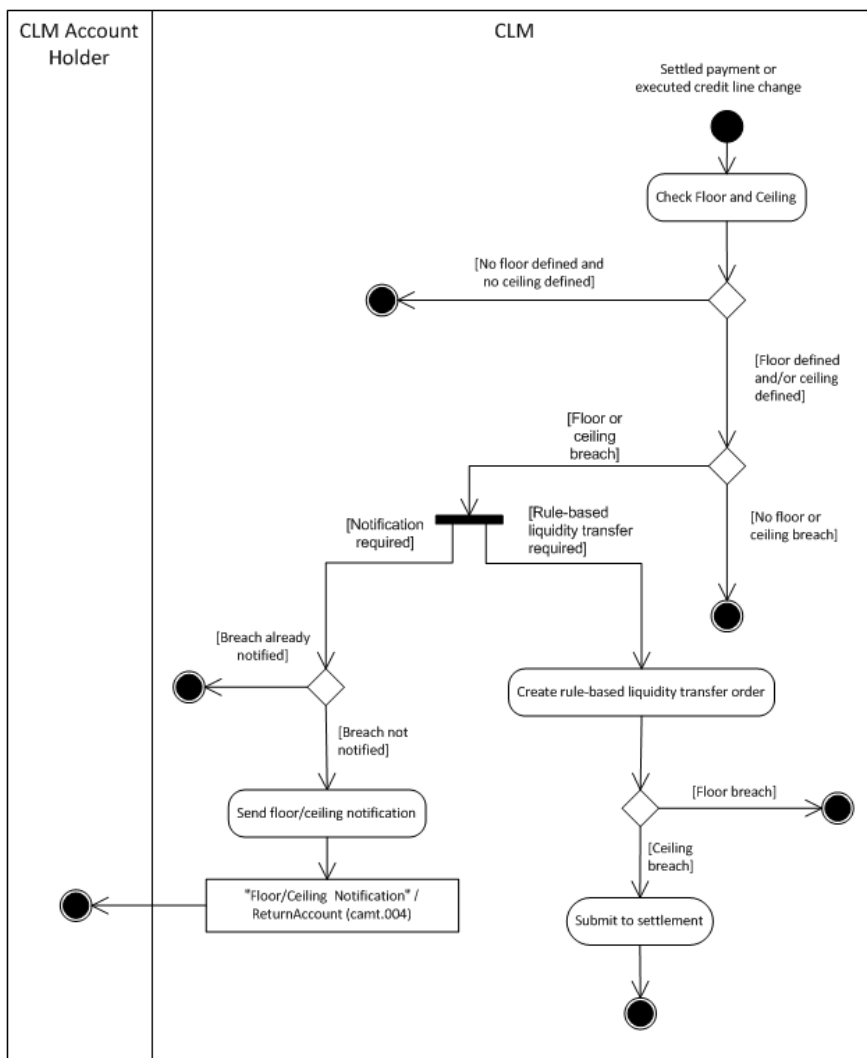 CLM Account
Holder
CLM
Settled payment or
executed credit line change
Check Floor and Ceiling
[No floor defined and
no ceiling defined]
[Floor defined
and/or ceiling
defined]
[Floor or
ceiling
breach]
[No floor or
ceiling breach]
[Notification
required]
[Rule-based
liquidity transfer
required]
[Breach already
notified]
Create rule-based liquidity transfer order
[Breach not
notified]
[Floor breach]
Send floor/ceiling notification
[Ceiling
breach]
"Floor/Ceiling Notification" /
ReturnAccount (camt.004)
Submit to settlement